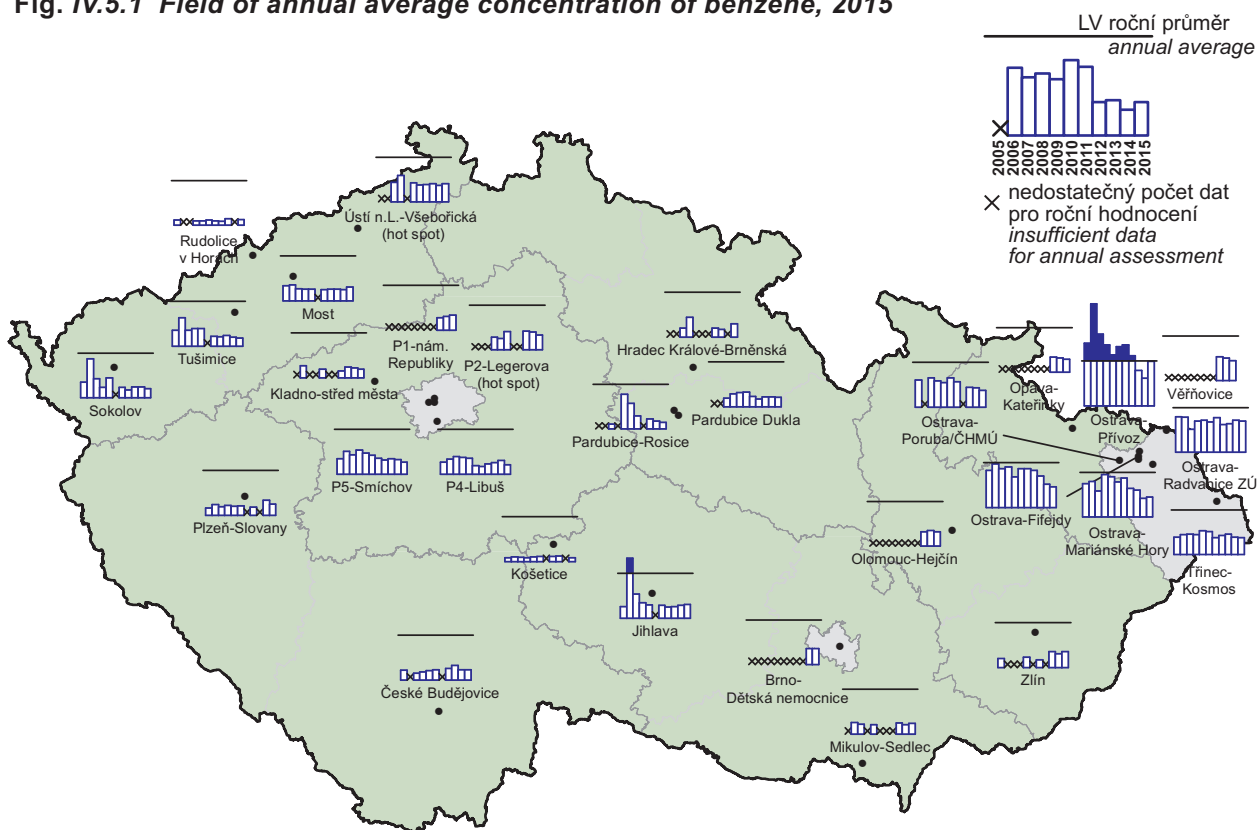 Fig. IV.5.1 Field of annual average concentration of benzene, 2015
LV roční průměr
annual average
2005
2006
2007
2008
2009
2010
2011
2012
2013
2014
2015
nedostatečný počet dat
pro roční hodnocení
insufficient data
for annual assessment
Ústí n.L.-Všebořická
(hot spot)
Rudolice
v Horách
Most
Tušimice
Sokolov
Kladno-střed města
P1-nám.
Republiky
P2-Legerova
(hot spot)
Hradec Králové-Brněnská
Pardubice-Rosice
Pardubice Dukla
Ostrava-
Poruba/ČHMÚ
Opava-
Kateřinky
Ostrava-
Přívoz
Věřňovice
Ostrava-
Radvanice ZÚ
P5-Smíchov
P4-Libuš
Plzeň-Slovany
Ostrava-Fifejdy
Ostrava-
Mariánské Hory
Třinec-
Kosmos
Olomouc-Hejčín
Košetice
Jihlava
České Budějovice
Brno-
Dětská nemocnice
Zlín
Mikulov-Sedlec